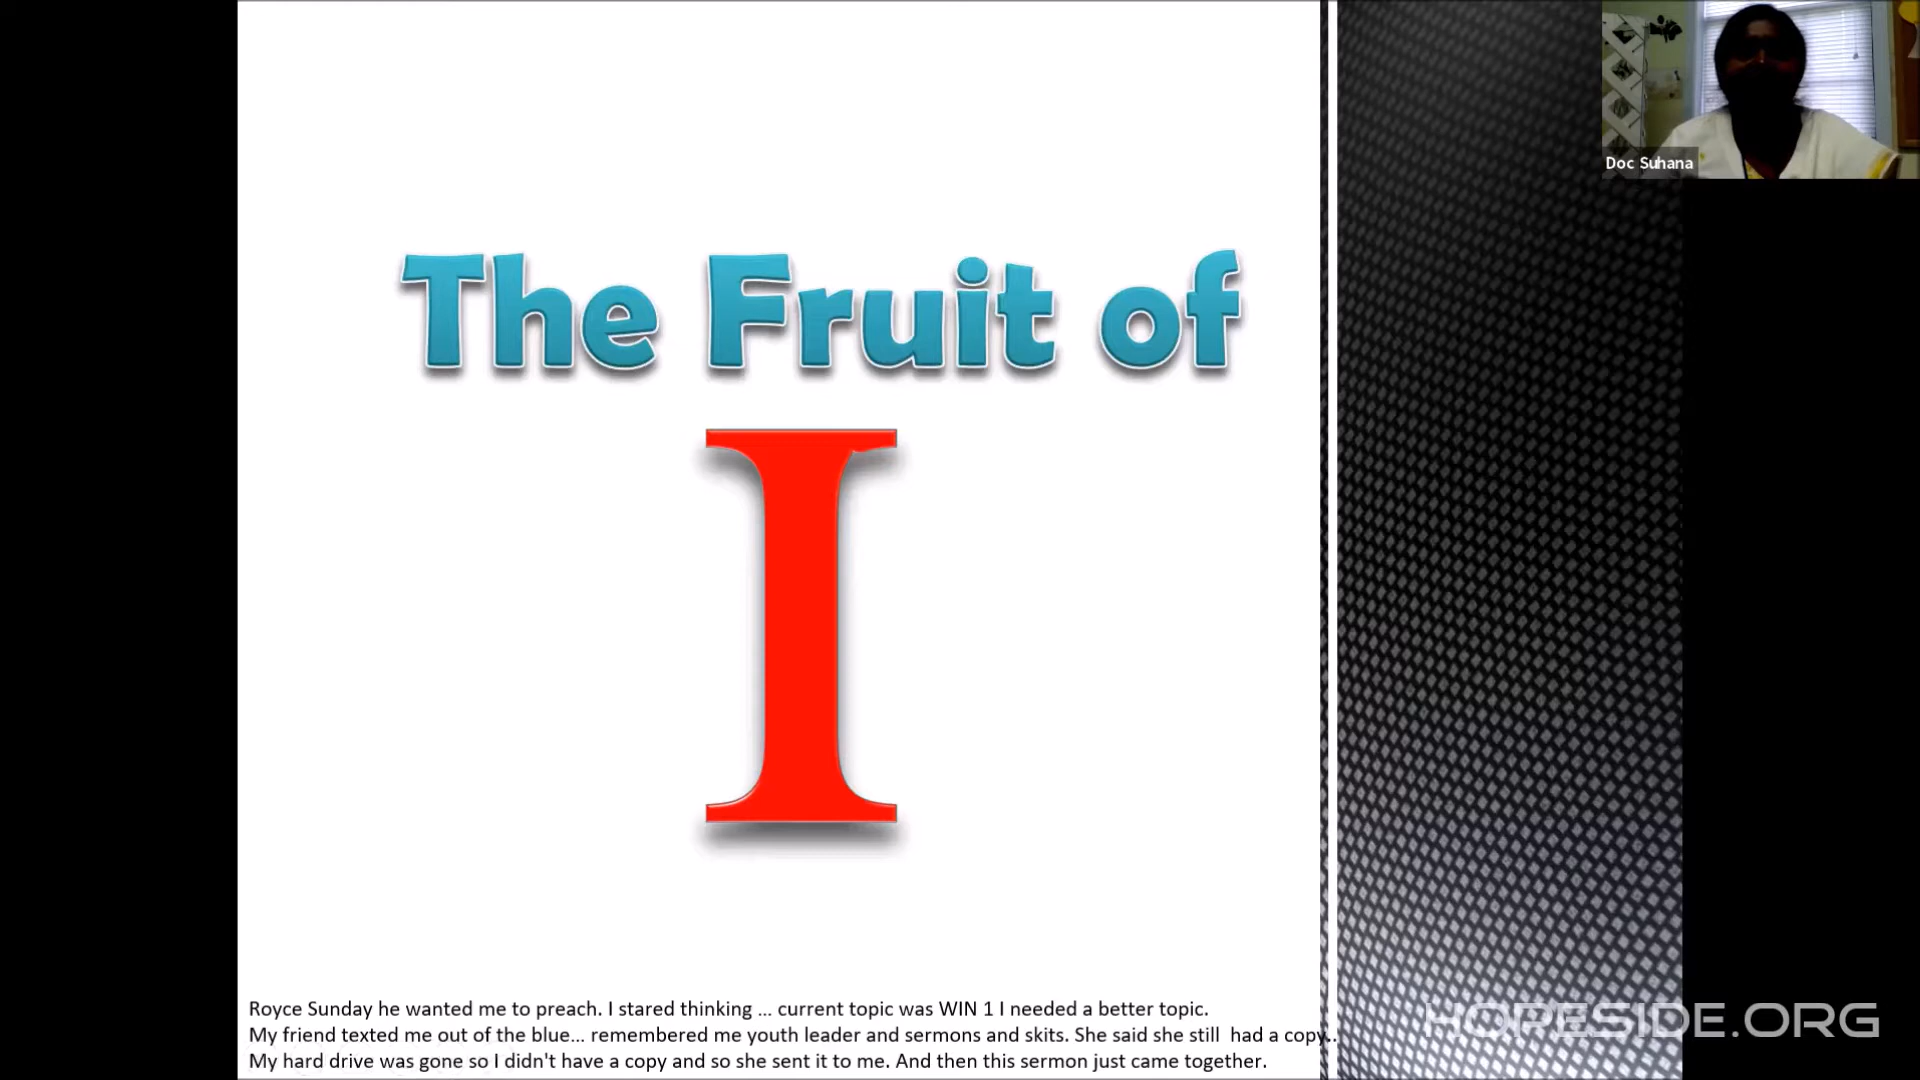 Doc Suhana
The Fruit of
I
Royce Sunday he wanted me to preach. I stared thinking ... current topic was WIN 1 I needed a better topic.
My friend texted me out of the blue... remembered me youth leader and sermons and skits. She said she still had a copy..
My hard drive was gone so I didn't have a copy and so she sent it to me. And then this sermon just came together.
HOPESIDE.ORG